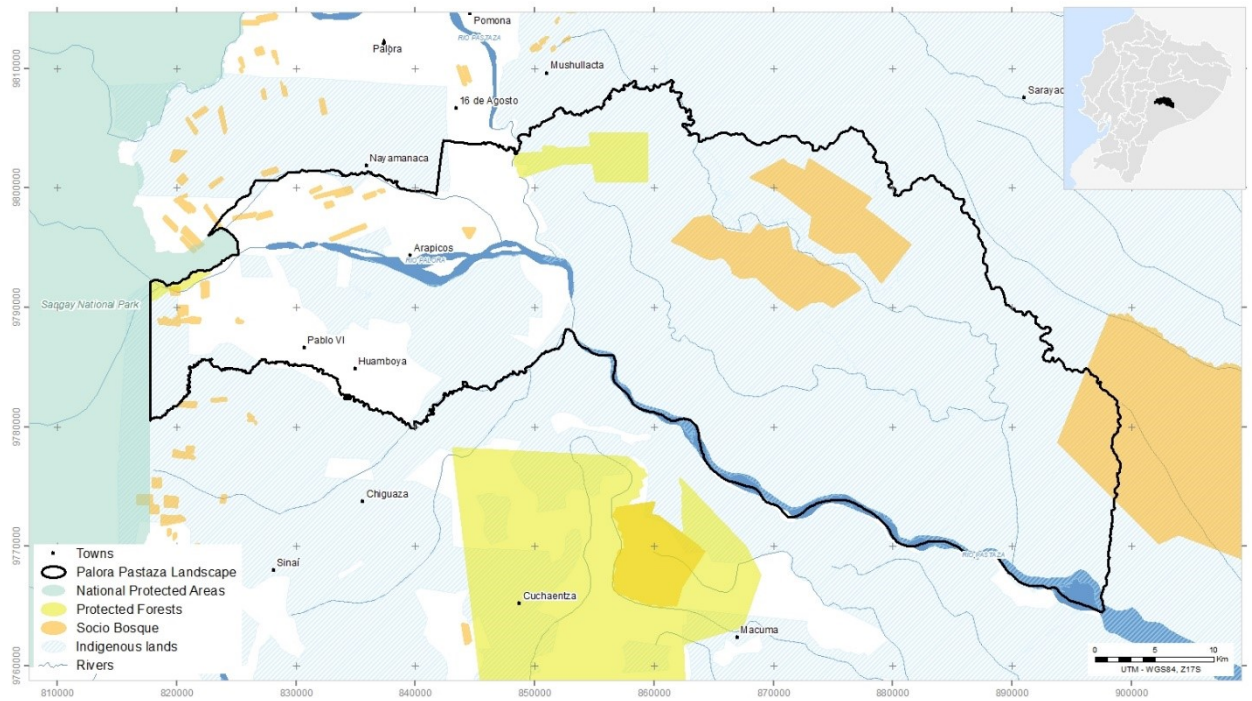 Pomona
RIO PASTAZA
Palora
9810000
Mushullacta
16 de Agosto
Sarayac
Nayamanaca
9800000
Arapicos
RIO PALORA
Sangay National Park
9790000
Pablo VI
Huamboya
9780000
Chiguaza
9770000
RIO PASTAZA
Sinaí
Cuchaentza
Macuma
9760000
Towns
Palora Pastaza Landscape
National Protected Areas
Protected Forests
Socio Bosque
Indigenous lands
Rivers
0 5 10
Km
UTM - WGS84, Z17S
810000 820000 830000 840000 850000 860000 870000 880000 890000 900000